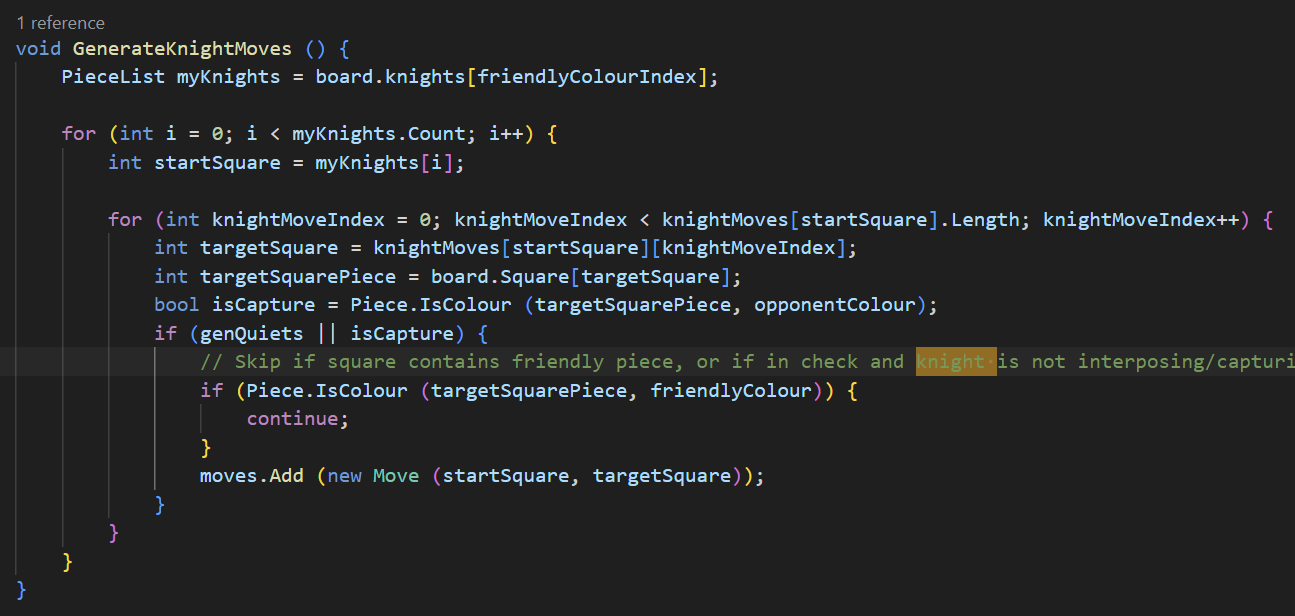 1 reference
void GenerateKnightMoves () {
PieceList myKnights = board.knights[friendlyColourIndex];
for (int i = 0; i < myKnights.Count; i++) {
int startSquare = myKnights[i];
for (int knightMoveIndex = 0; knightMoveIndex < knightMoves[startSquare].Length; knightMoveIndex++) {
int targetSquare = knightMoves[startSquare][knightMoveIndex];
int targetSquarePiece = board.Square[targetSquare];
bool isCapture = Piece.IsColour (targetSquarePiece, opponentColour);
if (genQuiets || isCapture) {
// Skip if square contains friendly piece, or if in check and knight is not interposing/capturi
if (Piece.IsColour (targetSquarePiece, friendlyColour)) {
continue;
}
moves.Add (new Move (startSquare, targetSquare));
}
}
}
}